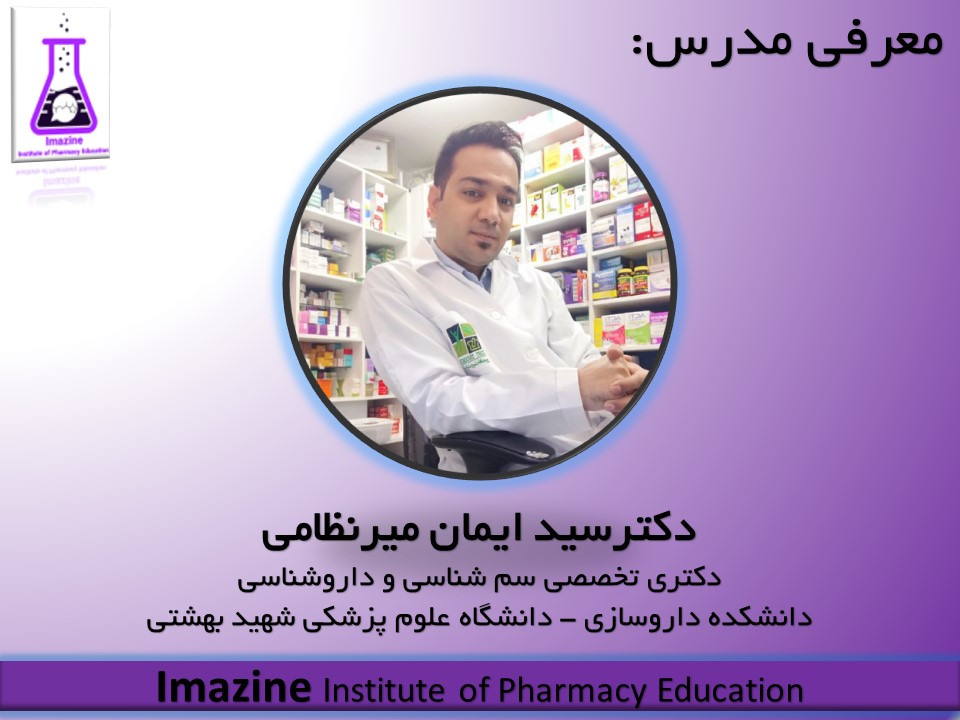 معرفی مدرس:
Imazine
Institute of Pharmacy Education
دکترسید ایمان میرنظامی
دکتری تخصصی سم شناسی و داروشناسی
دانشکده داروسازی – دانشگاه علوم پزشکی شهید بهشتی
Imazine Institute of Pharmacy Education